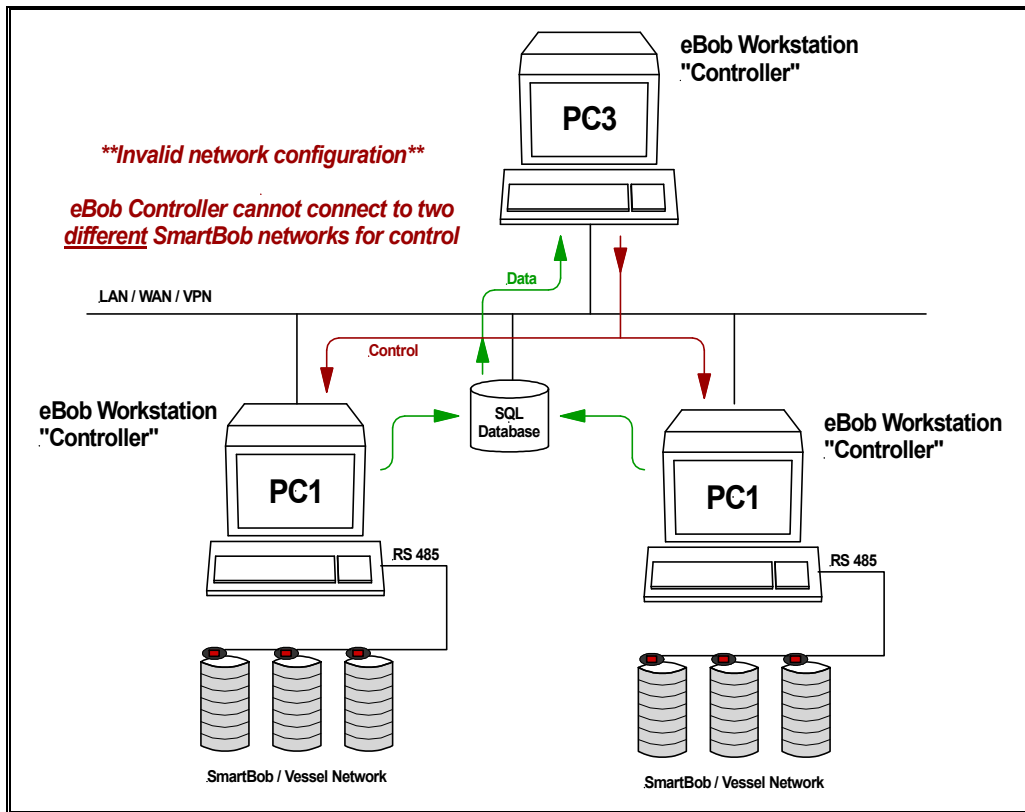 eBob Workstation
"Controller"
PC3
**Invalid network configuration**
eBob Controller cannot connect to two
different SmartBob networks for control
Data
LAN / WAN / VPN
Control
eBob Workstation
"Controller"
SQL
Database
eBob Workstation
"Controller"
PC1
PC1
RS 485
RS 485
SmartBob / Vessel Network
SmartBob / Vessel Network